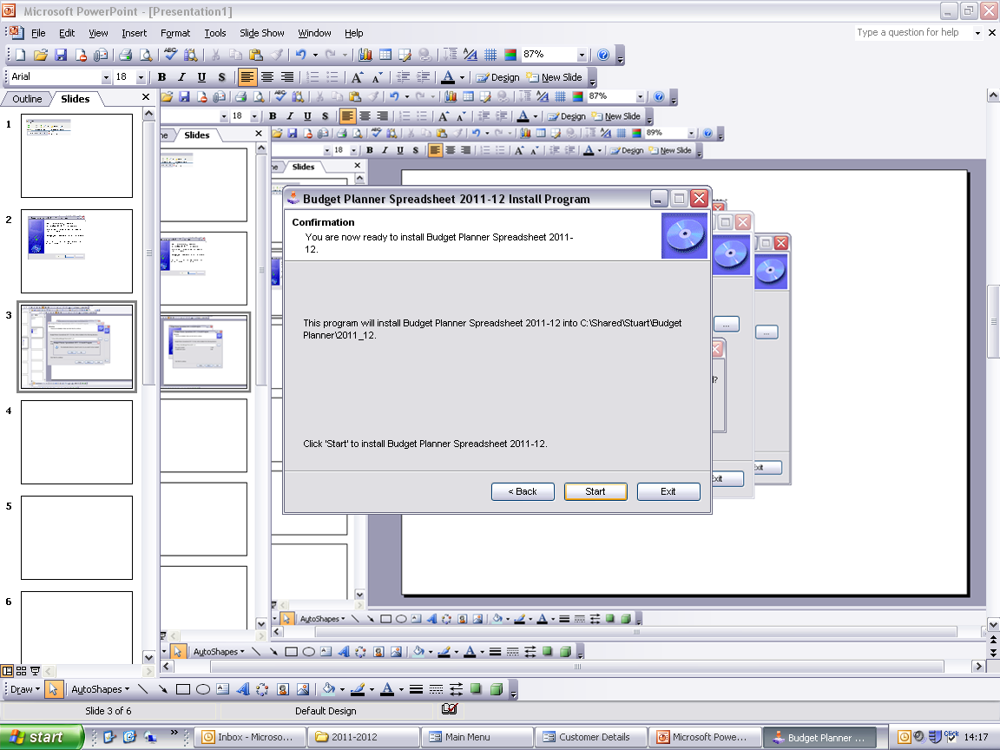 Microsoft PowerPoint - [Presentation1]
File Edit View Insert Format Tools Slide Show Window Help
Type a question for help
87%
Arial 18 B I U S A A A Design New Slide
Outline Slides
87%
18 B I U S A A A Design New Slide
Slides
89%
18 B I U S A A A Design New Slide
Slides
1
2
3
4
5
6
Budget Planner Spreadsheet 2011-12 Install Program
Confirmation
You are now ready to install Budget Planner Spreadsheet 2011-
12.
This program will install Budget Planner Spreadsheet 2011-12 into C:\Shared\Stuart\Budget
Planner\2011_12.
...
...
Click 'Start' to install Budget Planner Spreadsheet 2011-12.
< Back Start Exit
AutoShapes
AutoShapes
Draw AutoShapes
Slide 3 of 6 Default Design
start
Inbox - Microso...
2011-2012
Main Menu
Customer Details
Microsoft Powe...
Budget Planner ...
Click
14:17